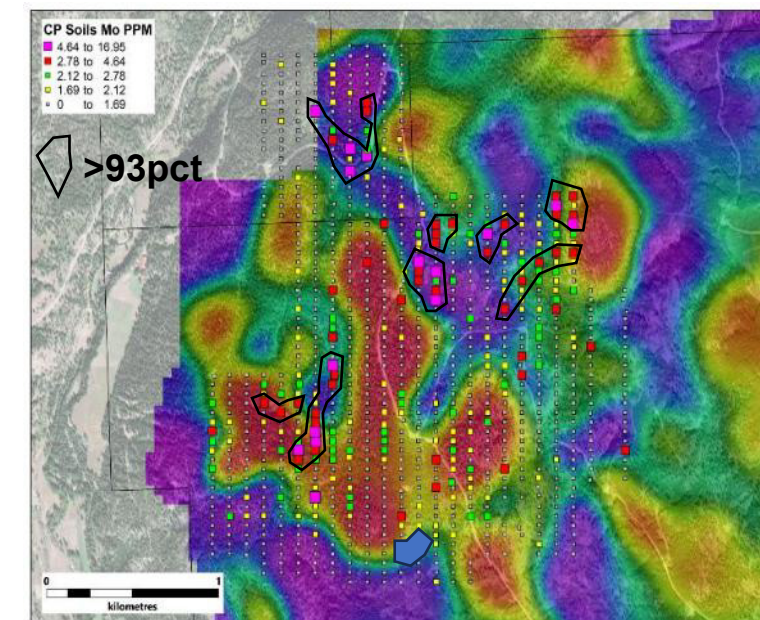 CP Soils Mo PPM
4.64 to 16.95
2.78 to 4.64
2.12 to 2.78
1.69 to 2.12
0 to 1.69
>93pct
0 1
kilometres